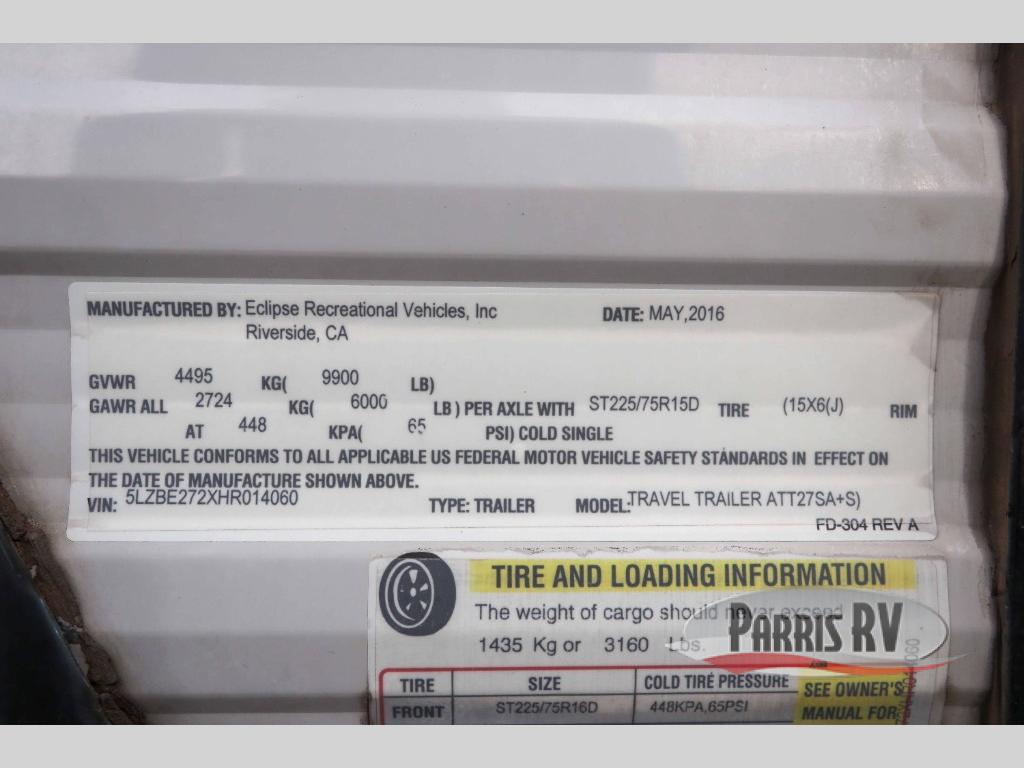 MANUFACTURED BY: Eclipse Recreational Vehicles, Inc DATE: MAY,2016
Riverside, CA
GVWR 4495 KG( 9900 LB)
GAWR ALL 2724 KG( 6000 LB ) PER AXLE WITH ST225/75R15D TIRE (15X6(J) RIM
AT 448 KPA( 65 PSI) COLD SINGLE
THIS VEHICLE CONFORMS TO ALL APPLICABLE US FEDERAL MOTOR VEHICLE SAFETY STANDARDS IN EFFECT ON
THE DATE OF MANUFACTURE SHOWN ABOVE.
VIN: 5LZBE272XHR014060 TYPE: TRAILER MODEL: TRAVEL TRAILER ATT27SA+S)
FD-304 REV A
TIRE AND LOADING INFORMATION
The weight of cargo should never exceed
1435 Kg or 3160 Lbs.
PARRIS RV
TIRE SIZE COLD TIRE PRESSURE SEE OWNER'S
FRONT ST225/75R16D 448KPA,65PSI MANUAL FOR